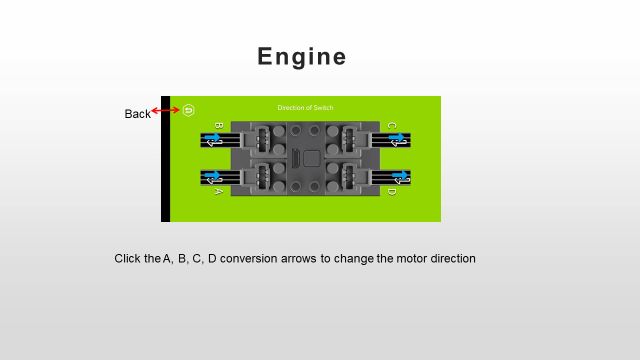 Engine
Back
Direction of Switch
B
C
A
D
Click the A, B, C, D conversion arrows to change the motor direction